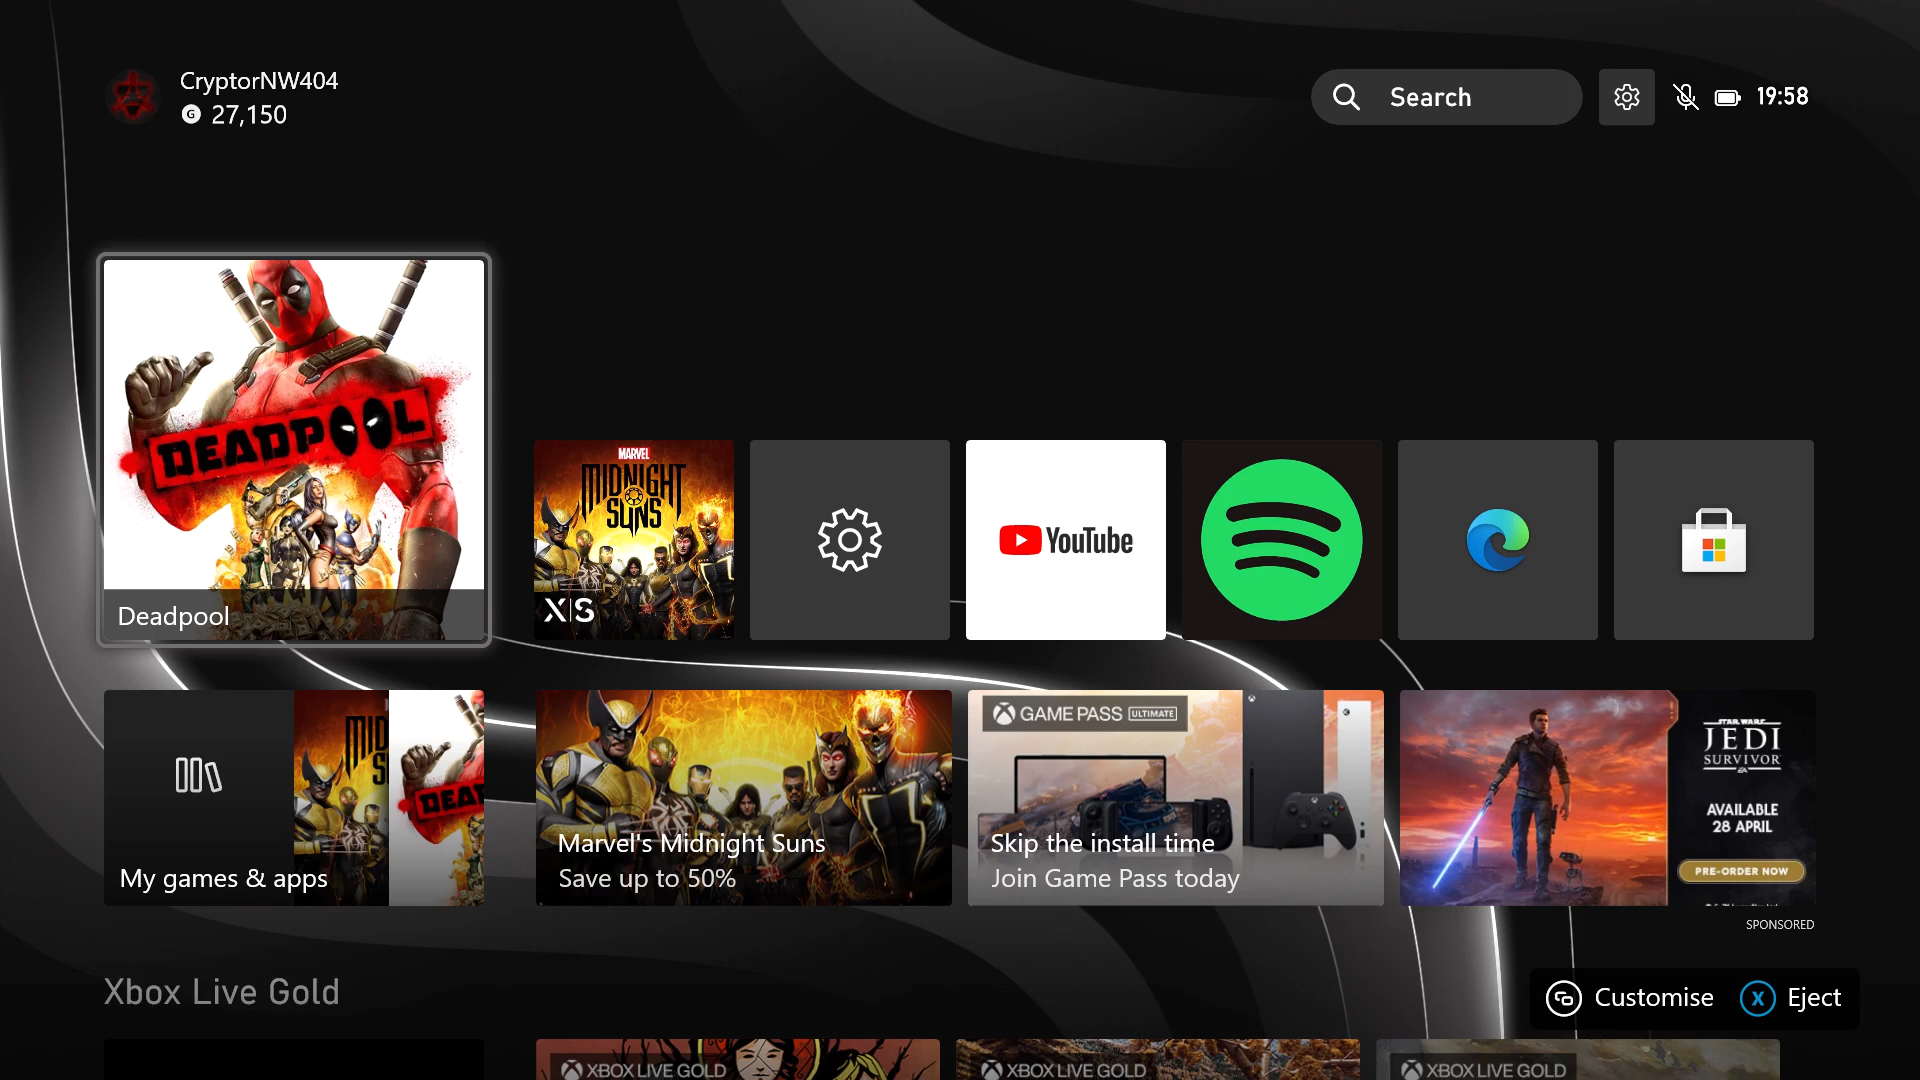 CryptorNW404
G 27,150
Search
19:58
DEADPOOL
Deadpool
MARVEL
MIDNIGHT
SUNS
X|S
YouTube
MID
S
DEAD
My games & apps
Marvel's Midnight Suns
Save up to 50%
GAME PASS ULTIMATE
Skip the install time
Join Game Pass today
STAR WARS
JEDI
SURVIVOR
EA
AVAILABLE
28 APRIL
PRE-ORDER NOW
SPONSORED
Xbox Live Gold
Customise
X Eject
XBOX LIVE GOLD
XBOX LIVE GOLD
XBOX LIVE GOLD